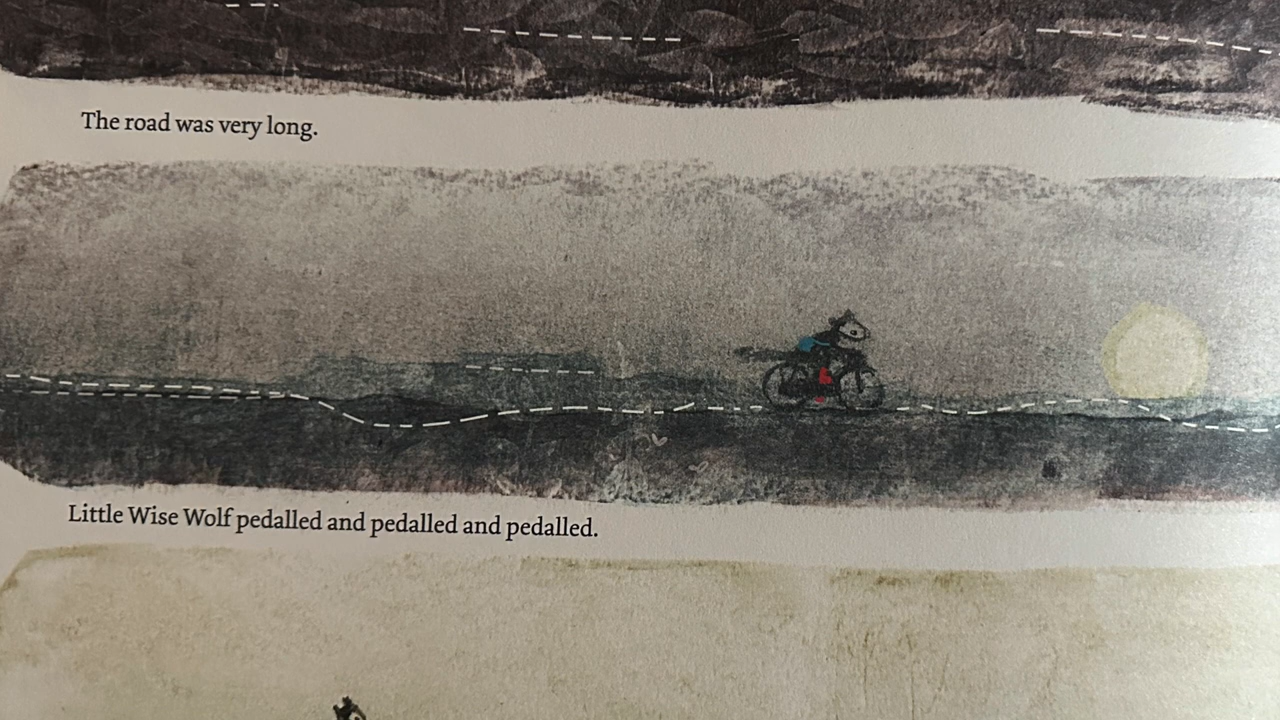 The road was very long.
Little Wise Wolf pedalled and pedalled and pedalled.